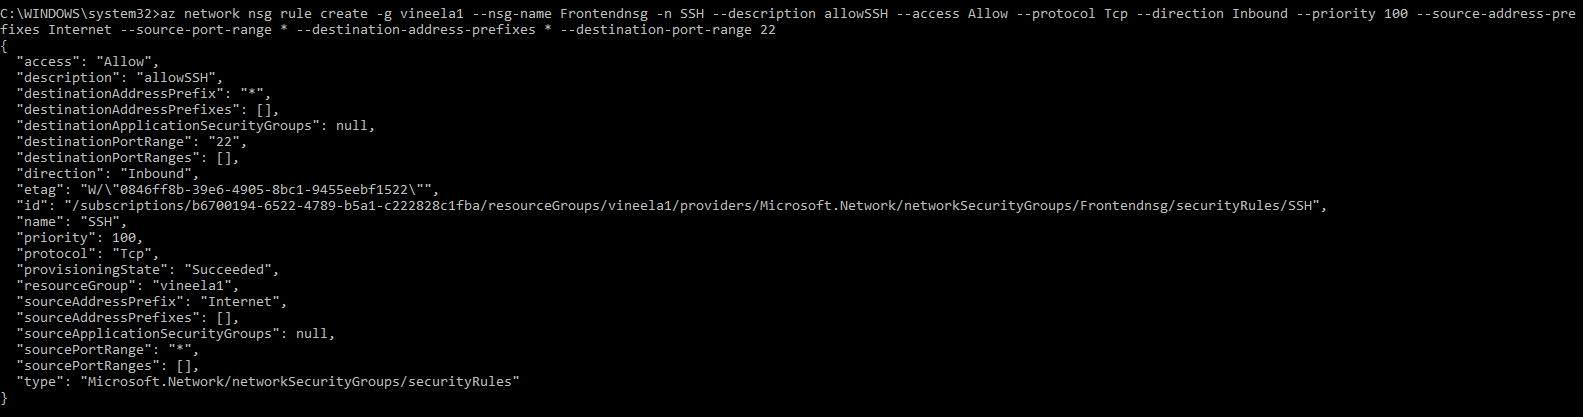 C:\WINDOWS\system32>az network nsg rule create -g vineela1 --nsg-name Frontendnsg -n SSH --description allowSSH --access Allow --protocol Tcp --direction Inbound --priority 100 --source-address-pre
fixes Internet --source-port-range * --destination-address-prefixes * --destination-port-range 22
{
  "access": "Allow",
  "description": "allowSSH",
  "destinationAddressPrefix": "*",
  "destinationAddressPrefixes": [],
  "destinationApplicationSecurityGroups": null,
  "destinationPortRange": "22",
  "destinationPortRanges": [],
  "direction": "Inbound",
  "etag": "W/\"0846ff8b-39e6-4905-8bc1-9455eebf1522\"",
  "id": "/subscriptions/b6700194-6522-4789-b5a1-c222828c1fba/resourceGroups/vineela1/providers/Microsoft.Network/networkSecurityGroups/Frontendnsg/securityRules/SSH",
  "name": "SSH",
  "priority": 100,
  "protocol": "Tcp",
  "provisioningState": "Succeeded",
  "resourceGroup": "vineela1",
  "sourceAddressPrefix": "Internet",
  "sourceAddressPrefixes": [],
  "sourceApplicationSecurityGroups": null,
  "sourcePortRange": "*",
  "sourcePortRanges": [],
  "type": "Microsoft.Network/networkSecurityGroups/securityRules"
}